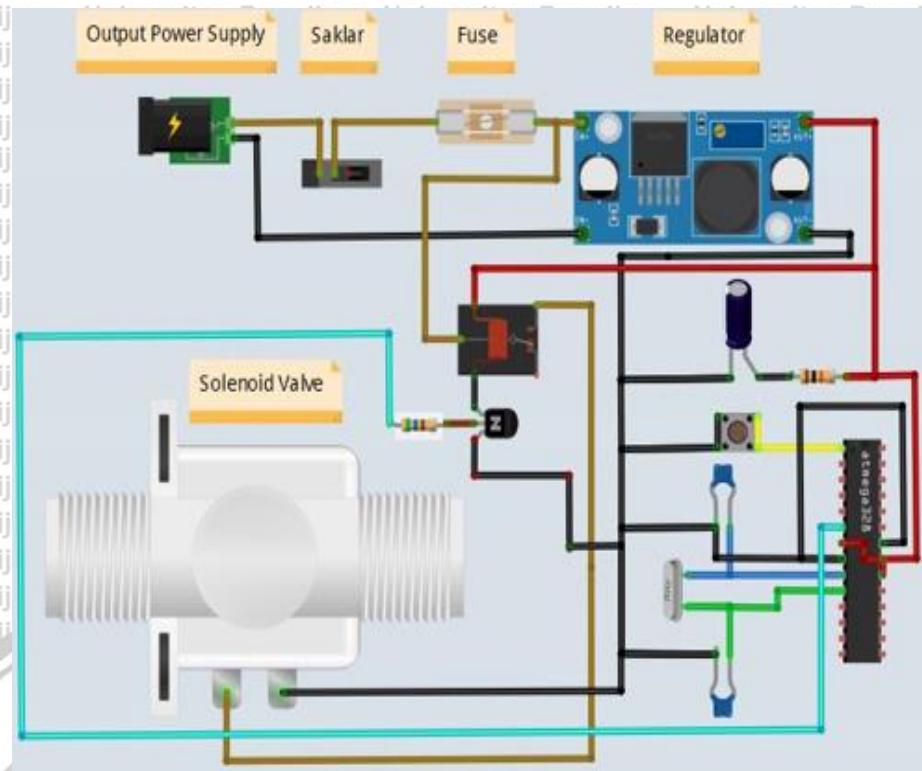 Output Power Supply
Saklar
Fuse
Regulator
Solenoid Valve
N
atmega328